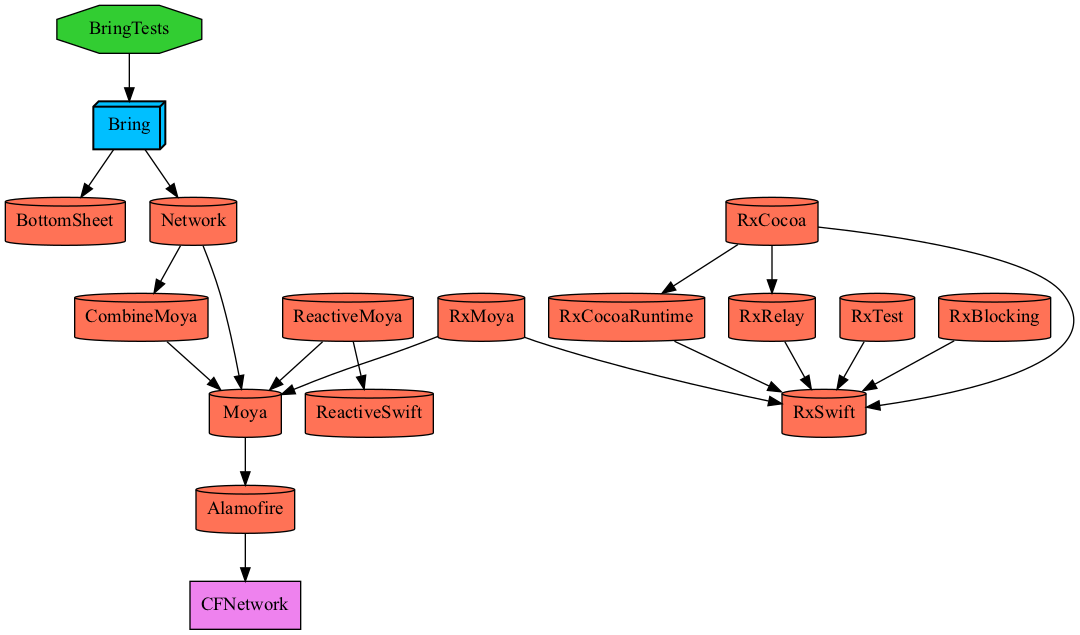 BringTests
Bring
BottomSheet
Network
RxCocoa
CombineMoya
ReactiveMoya
RxMoya
RxCocoaRuntime
RxRelay
RxTest
RxBlocking
Moya
ReactiveSwift
RxSwift
Alamofire
CFNetwork